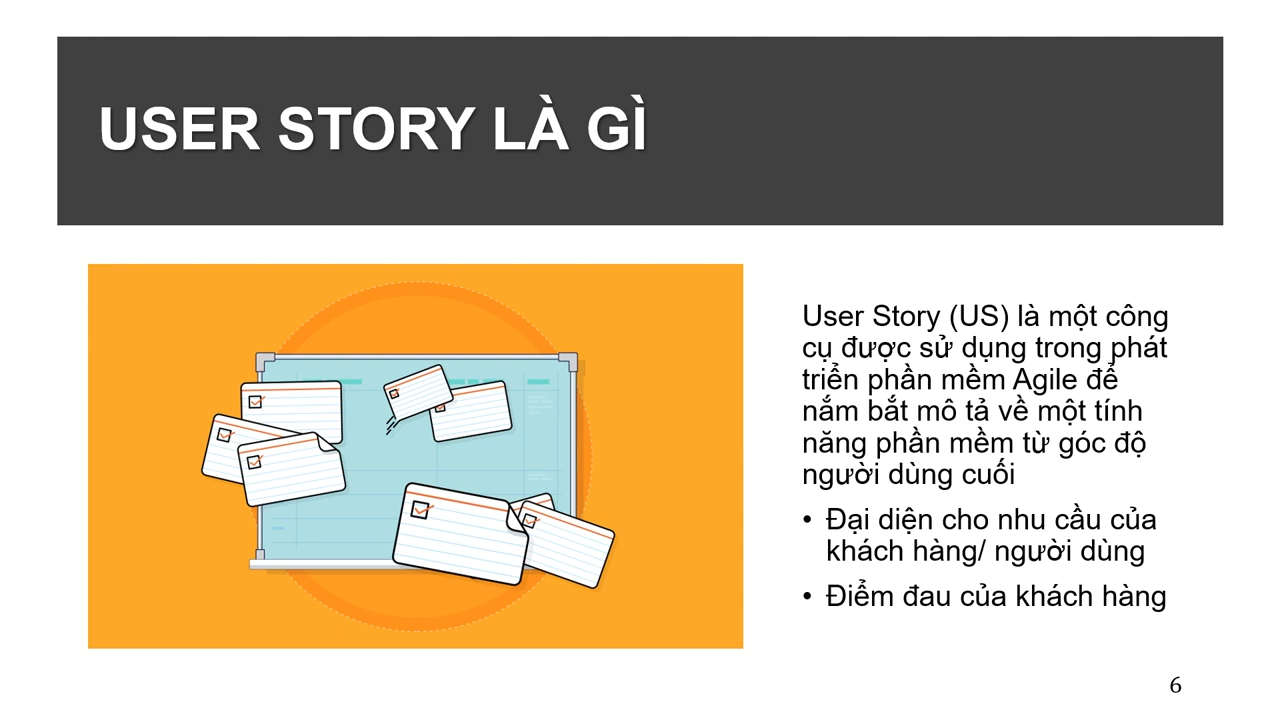 USER STORY LÀ GÌ
User Story (US) là một công
cụ được sử dụng trong phát
triển phần mềm Agile để
nắm bắt mô tả về một tính
năng phần mềm từ góc độ
người dùng cuối
• Đại diện cho nhu cầu của
khách hàng/ người dùng
• Điểm đau của khách hàng
6